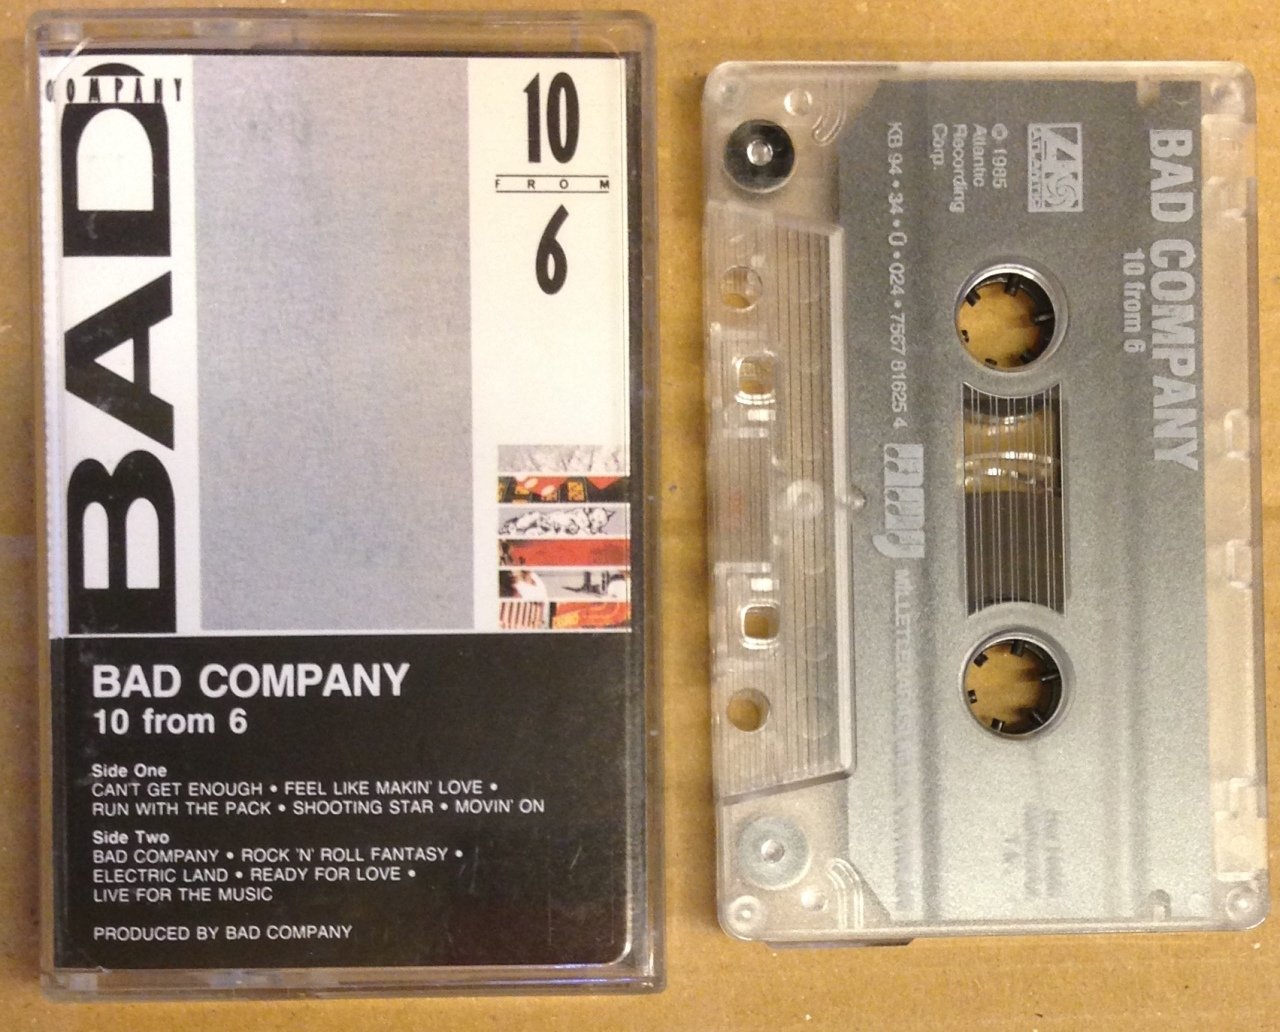 BAD
COMPANY
10
FROM
6
BAD COMPANY
10 from 6
Side One
CAN'T GET ENOUGH • FEEL LIKE MAKIN' LOVE •
RUN WITH THE PACK • SHOOTING STAR • MOVIN' ON
Side Two
BAD COMPANY • ROCK 'N' ROLL FANTASY •
ELECTRIC LAND • READY FOR LOVE •
LIVE FOR THE MUSIC
PRODUCED BY BAD COMPANY
BAD COMPANY
10 from 6
ATLANTIC
© 1985
Atlantic
Recording
Corp.
KB 94 • 34 • 0 • 024 • 7567 81625 4